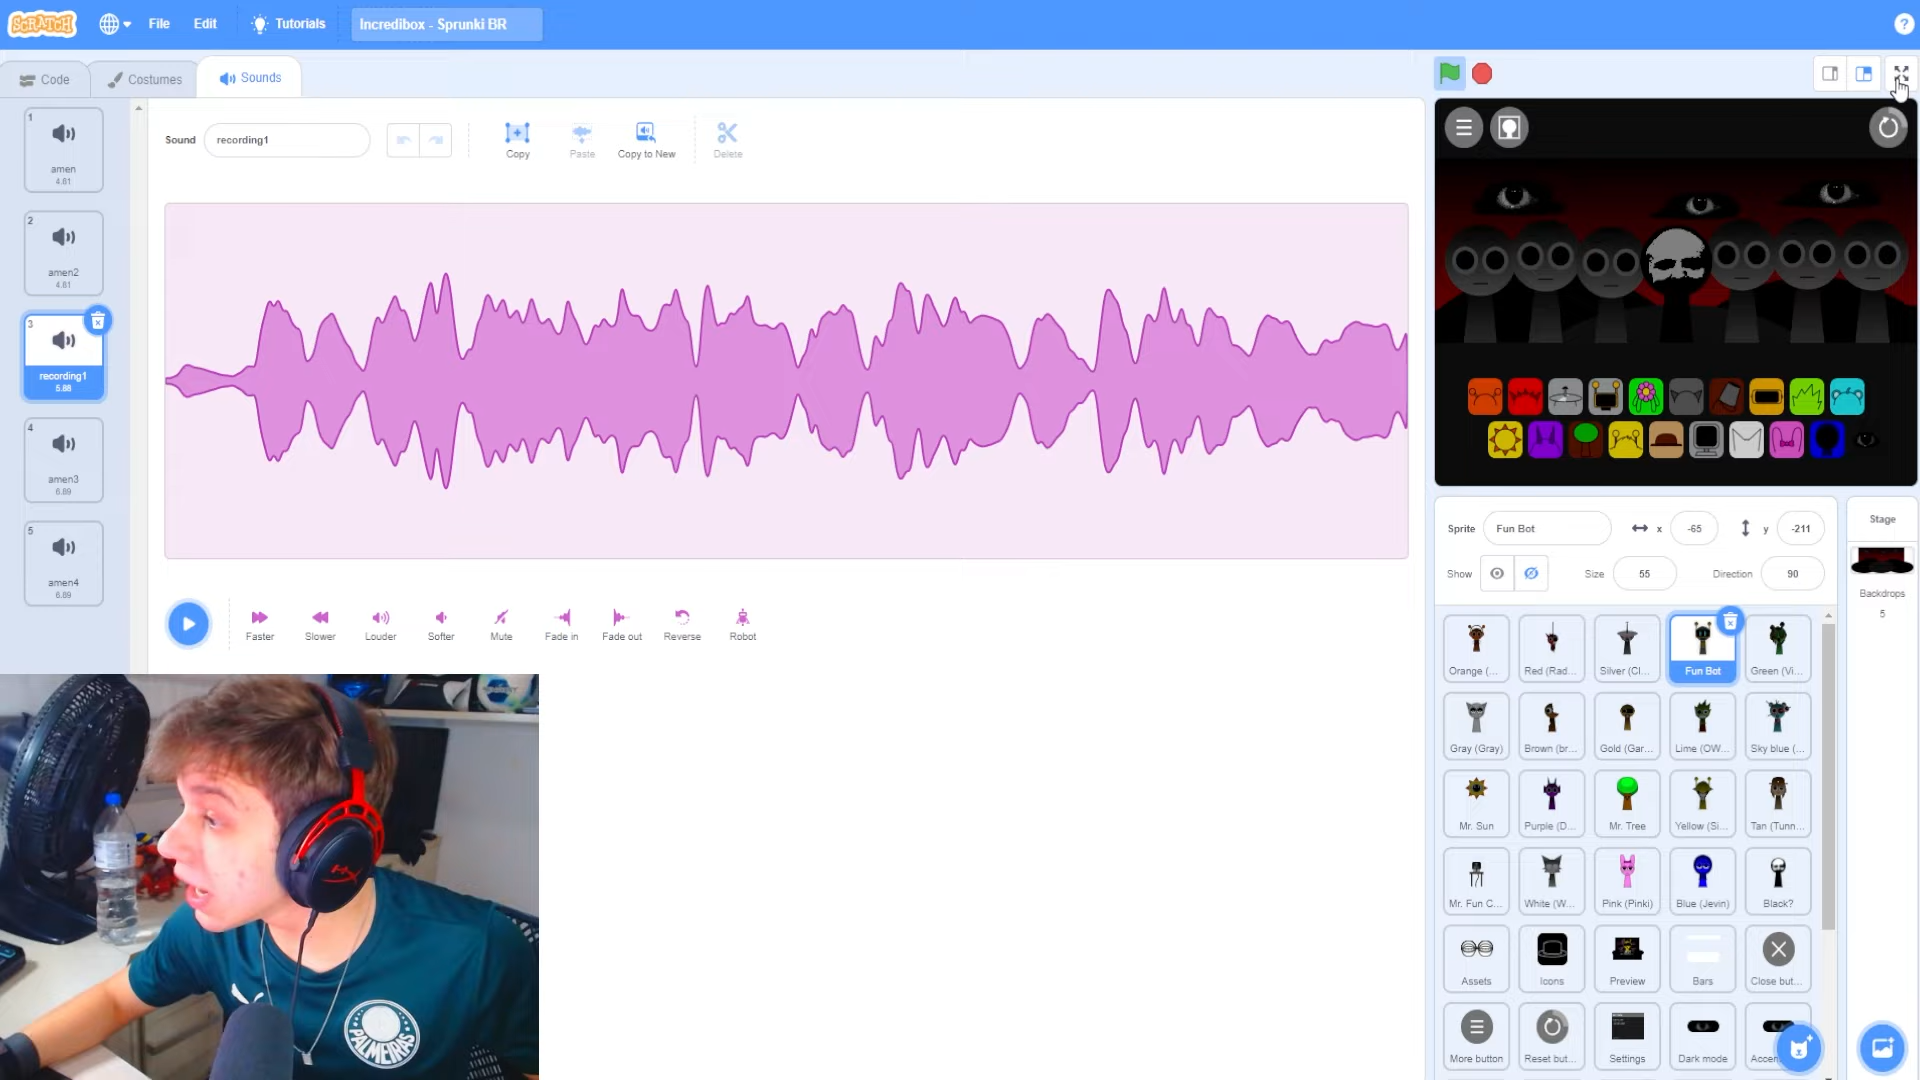 SCRATCH
File
Edit
Tutorials
Incredibox - Sprunki BR
?
Code
Costumes
Sounds
1
amen
4.61
2
amen2
4.61
3
recording1
5.88
4
amen3
6.89
5
amen4
6.89
Sound
recording1
Copy
Paste
Copy to New
Delete
Faster
Slower
Louder
Softer
Mute
Fade in
Fade out
Reverse
Robot
Sprite
Fun Bot
x
-65
y
-211
Show
Size
55
Direction
90
Stage
Backdrops
5
Orange (...
Red (Rad...
Silver (Cl...
Fun Bot
Green (Vi...
Gray (Gray)
Brown (br...
Gold (Gar...
Lime (OW...
Sky blue (...
Mr. Sun
Purple (D...
Mr. Tree
Yellow (Si...
Tan (Tunn...
Mr. Fun C...
White (W...
Pink (Pinki)
Blue (Jevin)
Black?
Assets
Icons
Preview
Bars
Close but...
More button
Reset but...
Settings
Dark mode
PALMEIRAS